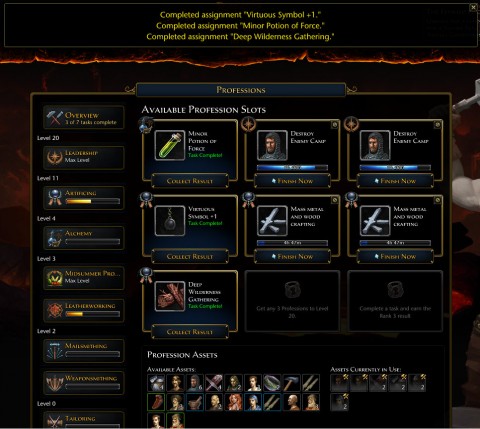 Completed assignment "Virtuous Symbol +1."
Completed assignment "Minor Potion of Force."
Completed assignment "Deep Wilderness Gathering."
Professions
Overview
3 of 7 tasks complete
Level 20
Leadership
Max Level
Level 11
Artificing
Level 4
Alchemy
Level 3
Midsummer Pro...
Max Level
Leatherworking
Level 2
Mailsmithing
Weaponsmithing
Level 0
Tailoring
Available Profession Slots
Minor
Potion of
Force
Task Complete!
Collect Result
Destroy
Enemy Camp
Finish Now
Destroy
Enemy Camp
Finish Now
Virtuous
Symbol +1
Task Complete!
Collect Result
Mass metal
and wood
crafting
4h 47m
Finish Now
Mass metal
and wood
crafting
4h 47m
Finish Now
Deep
Wilderness
Gathering
Task Complete!
Collect Result
Get any 3 Professions to Level
20.
Complete a task and earn the
Rank 3 result
Profession Assets
Available Assets:
Assets Currently in Use: